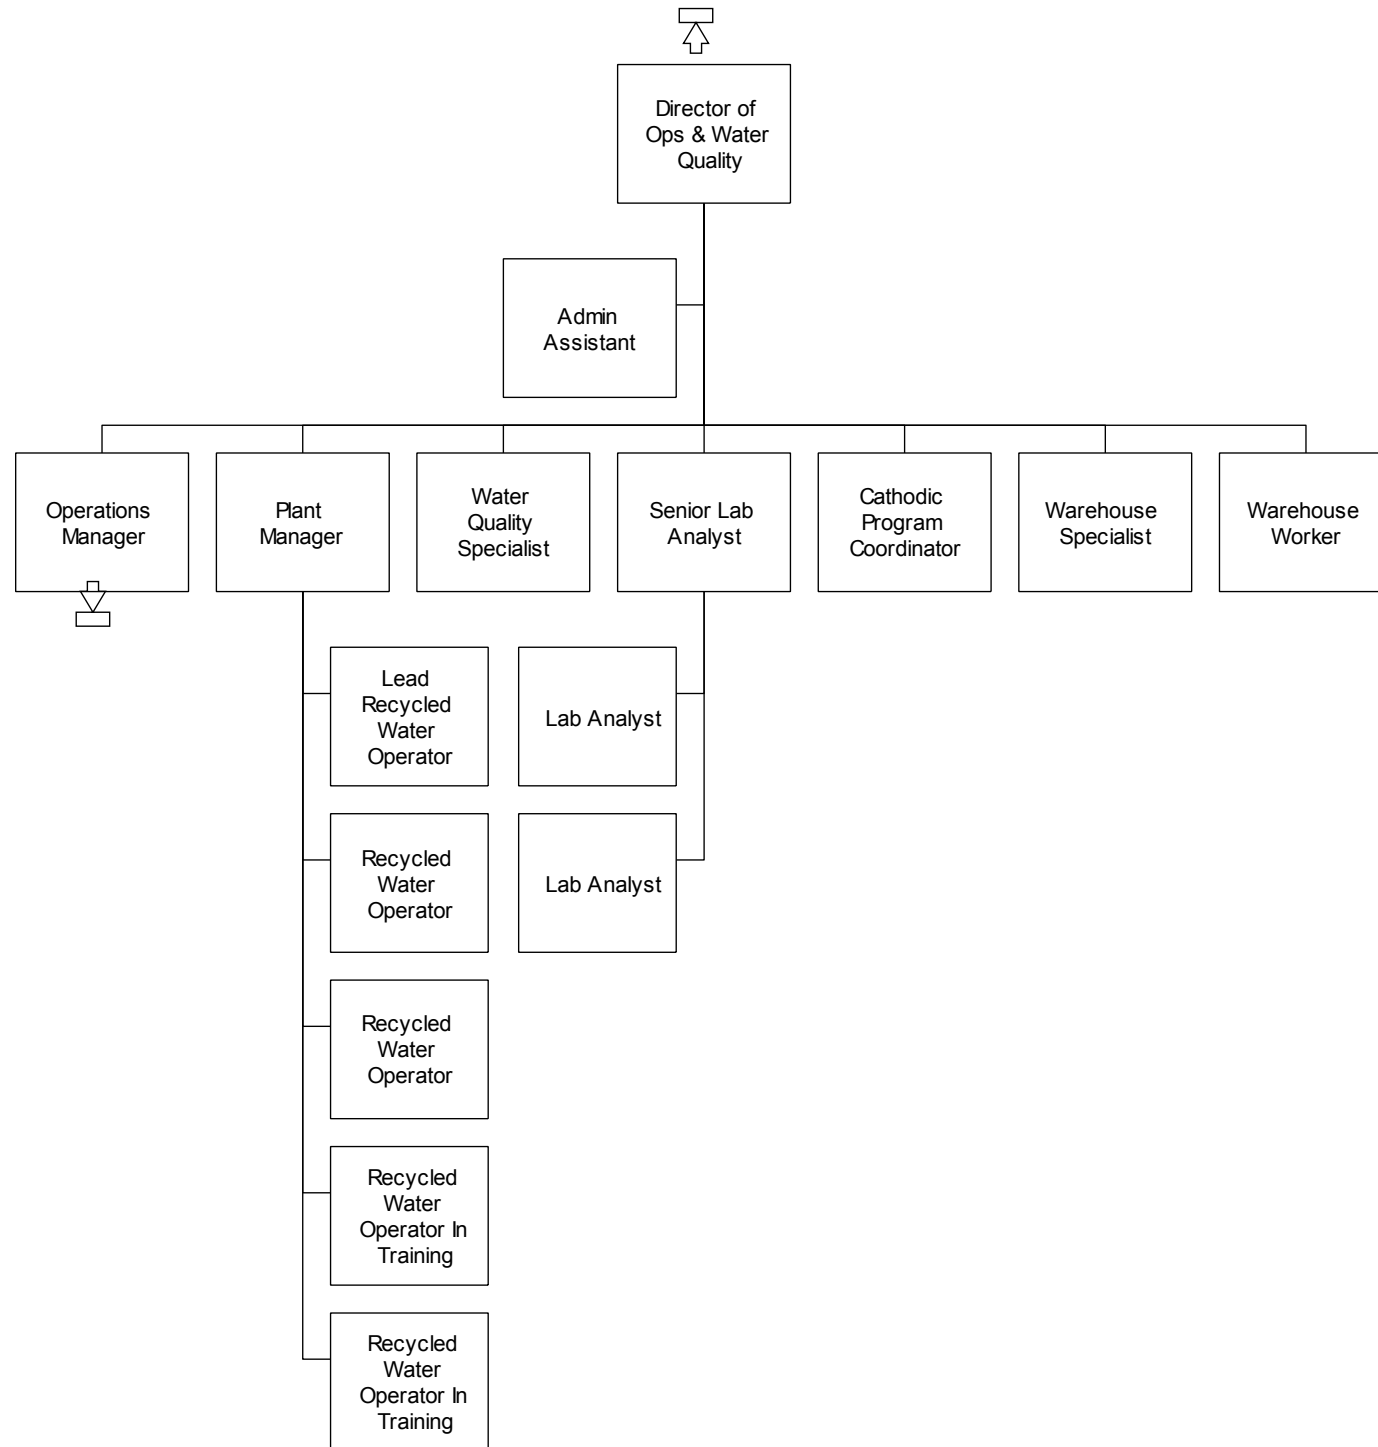 Director of
Ops & Water
Quality
Admin
Assistant
Operations
Manager
Plant
Manager
Water
Quality
Specialist
Senior Lab
Analyst
Cathodic
Program
Coordinator
Warehouse
Specialist
Warehouse
Worker
Lead
Recycled
Water
Operator
Lab Analyst
Recycled
Water
Operator
Lab Analyst
Recycled
Water
Operator
Recycled
Water
Operator In
Training
Recycled
Water
Operator In
Training